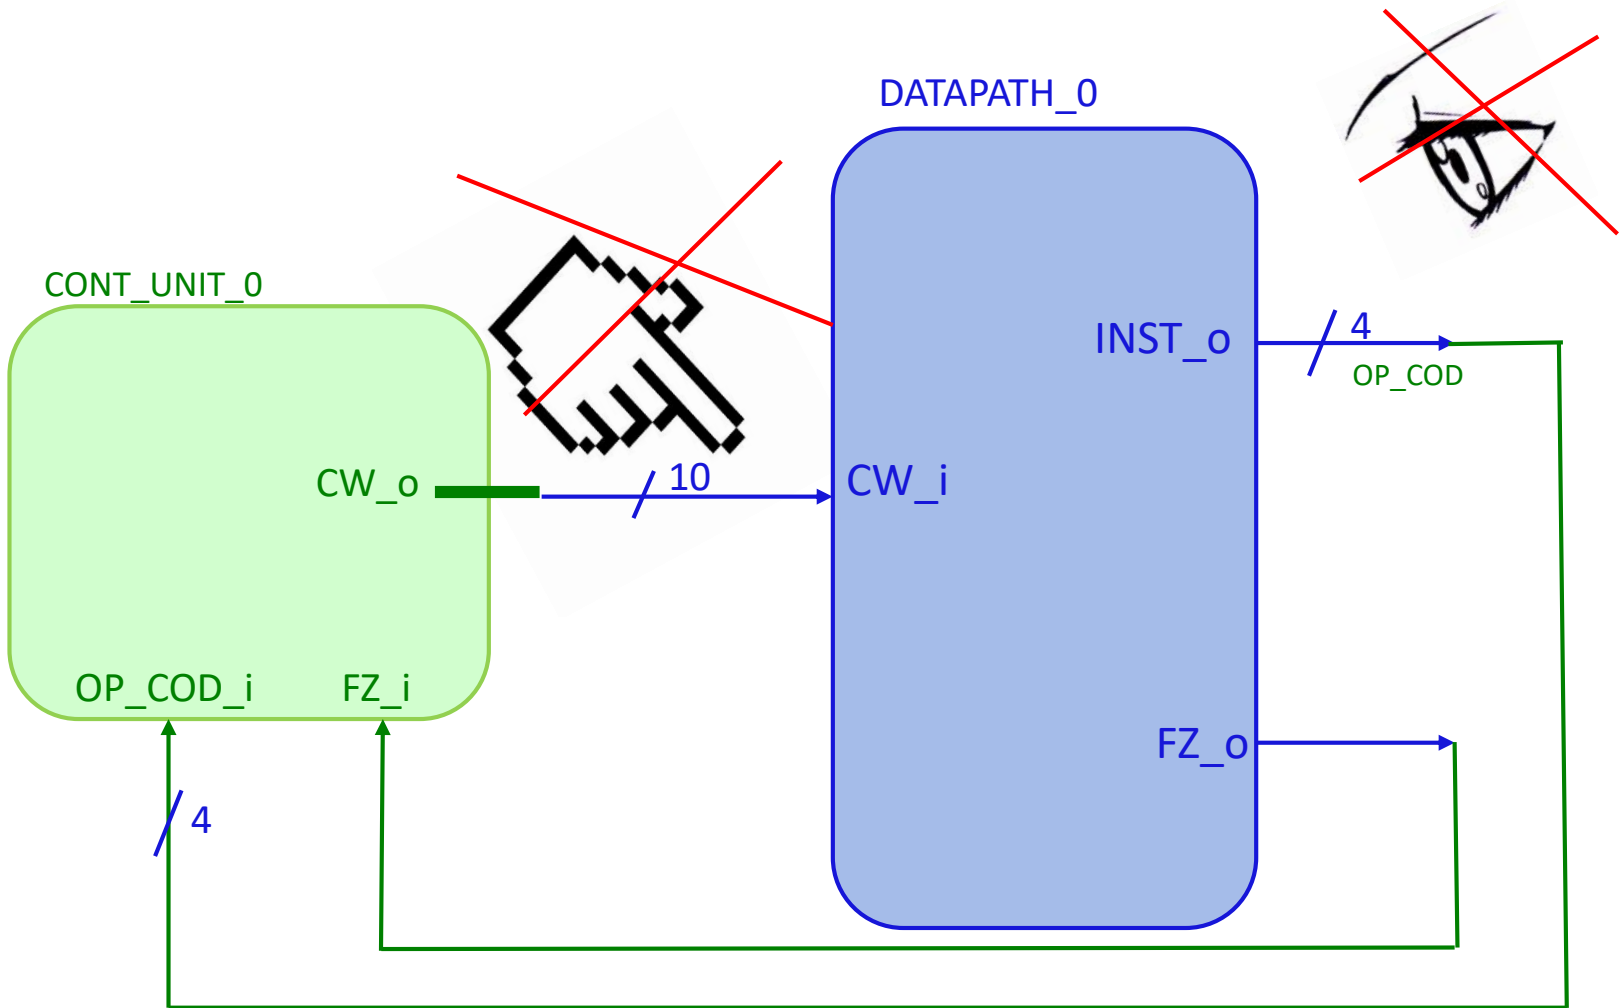 DATAPATH_0
CONT_UNIT_0
INST_o
4
OP_COD
CW_o
10
CW_i
OP_COD_i
FZ_i
FZ_o
4